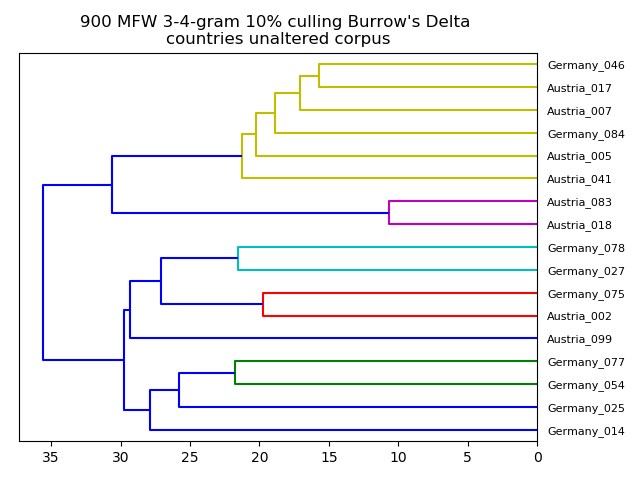 900 MFW 3-4-gram 10% culling Burrow's Delta
countries unaltered corpus
Germany_046
Austria_017
Austria_007
Germany_084
Austria_005
Austria_041
Austria_083
Austria_018
Germany_078
Germany_027
Germany_075
Austria_002
Austria_099
Germany_077
Germany_054
Germany_025
Germany_014
35 30 25 20 15 10 5 0